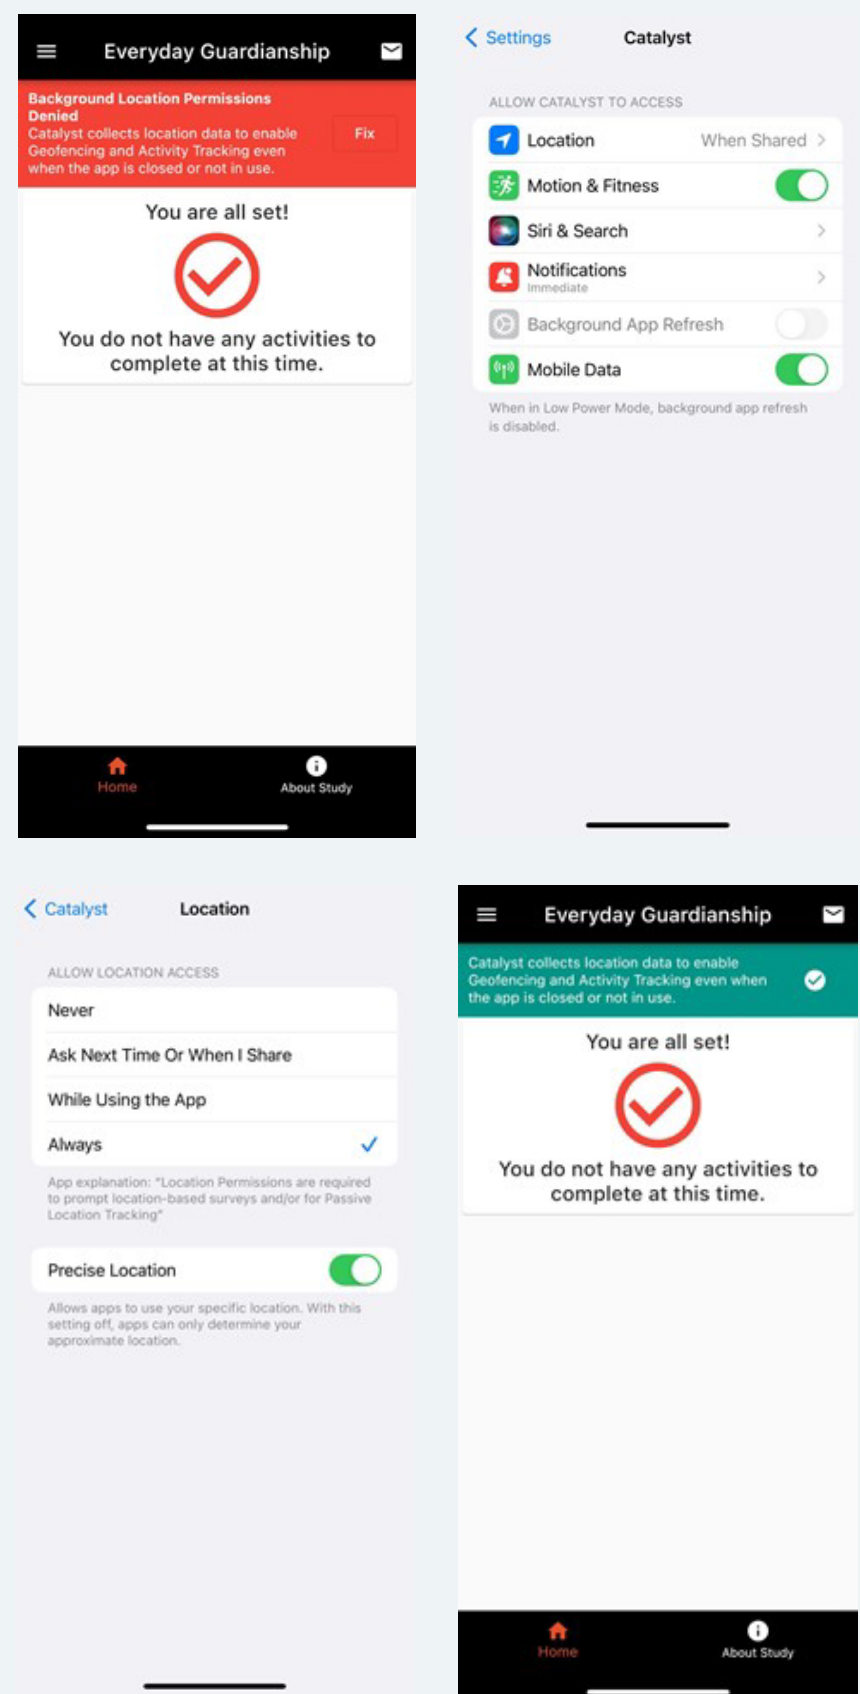 Everyday Guardianship
Background Location Permissions
Denied
Catalyst collects location data to enable
Geofencing and Activity Tracking even
when the app is closed or not in use.
Fix
You are all set!
You do not have any activities to
complete at this time.
Home
About Study
Settings
Catalyst
ALLOW CATALYST TO ACCESS
Location
When Shared
Motion & Fitness
Siri & Search
Notifications
Immediate
Background App Refresh
Mobile Data
When in Low Power Mode, background app refresh
is disabled.
Catalyst
Location
ALLOW LOCATION ACCESS
Never
Ask Next Time Or When I Share
While Using the App
Always
App explanation: "Location Permissions are required
to prompt location-based surveys and/or for Passive
Location Tracking"
Precise Location
Allows apps to use your specific location. With this
setting off, apps can only determine your
approximate location.
Everyday Guardianship
Catalyst collects location data to enable
Geofencing and Activity Tracking even when
the app is closed or not in use.
You are all set!
You do not have any activities to
complete at this time.
Home
About Study